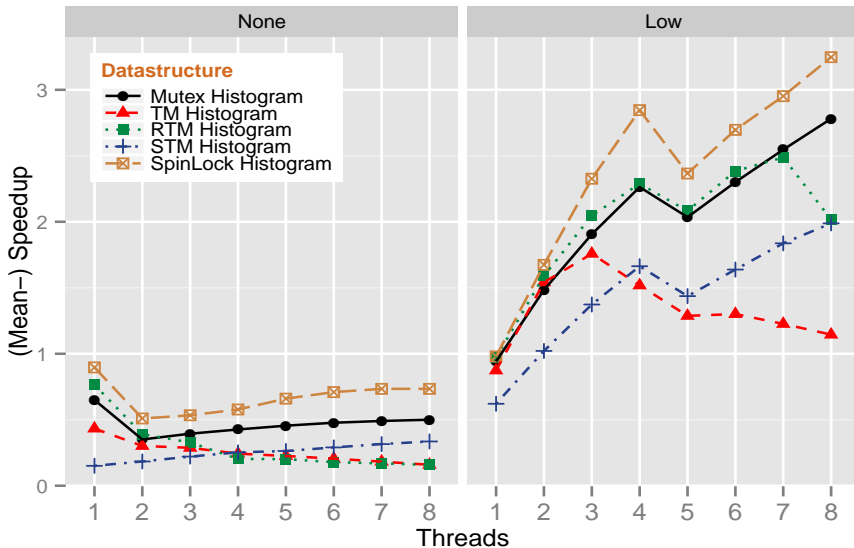 None
Low
Datastructure
Mutex Histogram
TM Histogram
RTM Histogram
STM Histogram
SpinLock Histogram
(Mean−) Speedup
3
2
1
0
1 2 3 4 5 6 7 8
1 2 3 4 5 6 7 8
Threads